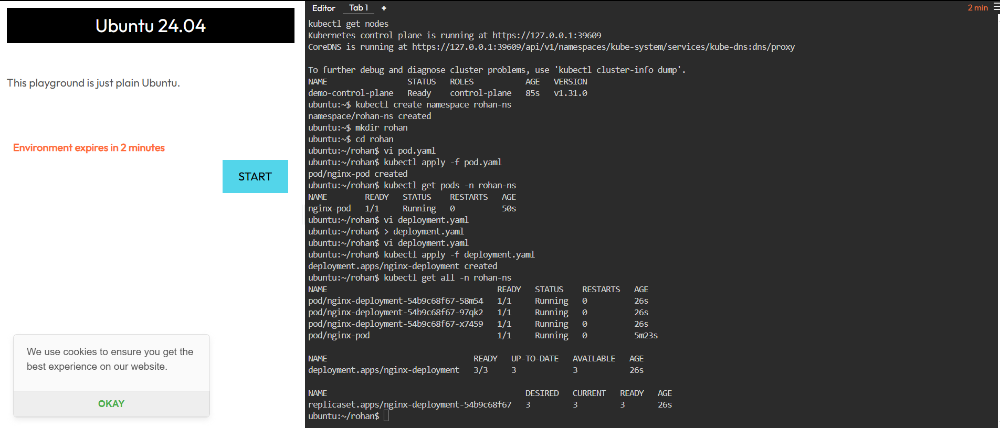 Ubuntu 24.04
This playground is just plain Ubuntu.
Environment expires in 2 minutes
START
We use cookies to ensure you get the
best experience on our website.
OKAY
Editor Tab 1 +
2 min
kubectl get nodes
Kubernetes control plane is running at https://127.0.0.1:39609
CoreDNS is running at https://127.0.0.1:39609/api/v1/namespaces/kube-system/services/kube-dns:dns/proxy
To further debug and diagnose cluster problems, use 'kubectl cluster-info dump'.
NAME STATUS ROLES AGE VERSION
demo-control-plane Ready control-plane 85s v1.31.0
ubuntu:~$ kubectl create namespace rohan-ns
namespace/rohan-ns created
ubuntu:~$ mkdir rohan
ubuntu:~$ cd rohan
ubuntu:~/rohan$ vi pod.yaml
ubuntu:~/rohan$ kubectl apply -f pod.yaml
pod/nginx-pod created
ubuntu:~/rohan$ kubectl get pods -n rohan-ns
NAME READY STATUS RESTARTS AGE
nginx-pod 1/1 Running 0 50s
ubuntu:~/rohan$ vi deployment.yaml
ubuntu:~/rohan$ > deployment.yaml
ubuntu:~/rohan$ vi deployment.yaml
ubuntu:~/rohan$ kubectl apply -f deployment.yaml
deployment.apps/nginx-deployment created
ubuntu:~/rohan$ kubectl get all -n rohan-ns
NAME READY STATUS RESTARTS AGE
pod/nginx-deployment-54b9c68f67-58m54 1/1 Running 0 26s
pod/nginx-deployment-54b9c68f67-97qk2 1/1 Running 0 26s
pod/nginx-deployment-54b9c68f67-x7459 1/1 Running 0 26s
pod/nginx-pod 1/1 Running 0 5m23s
NAME READY UP-TO-DATE AVAILABLE AGE
deployment.apps/nginx-deployment 3/3 3 3 26s
NAME DESIRED CURRENT READY AGE
replicaset.apps/nginx-deployment-54b9c68f67 3 3 3 26s
ubuntu:~/rohan$